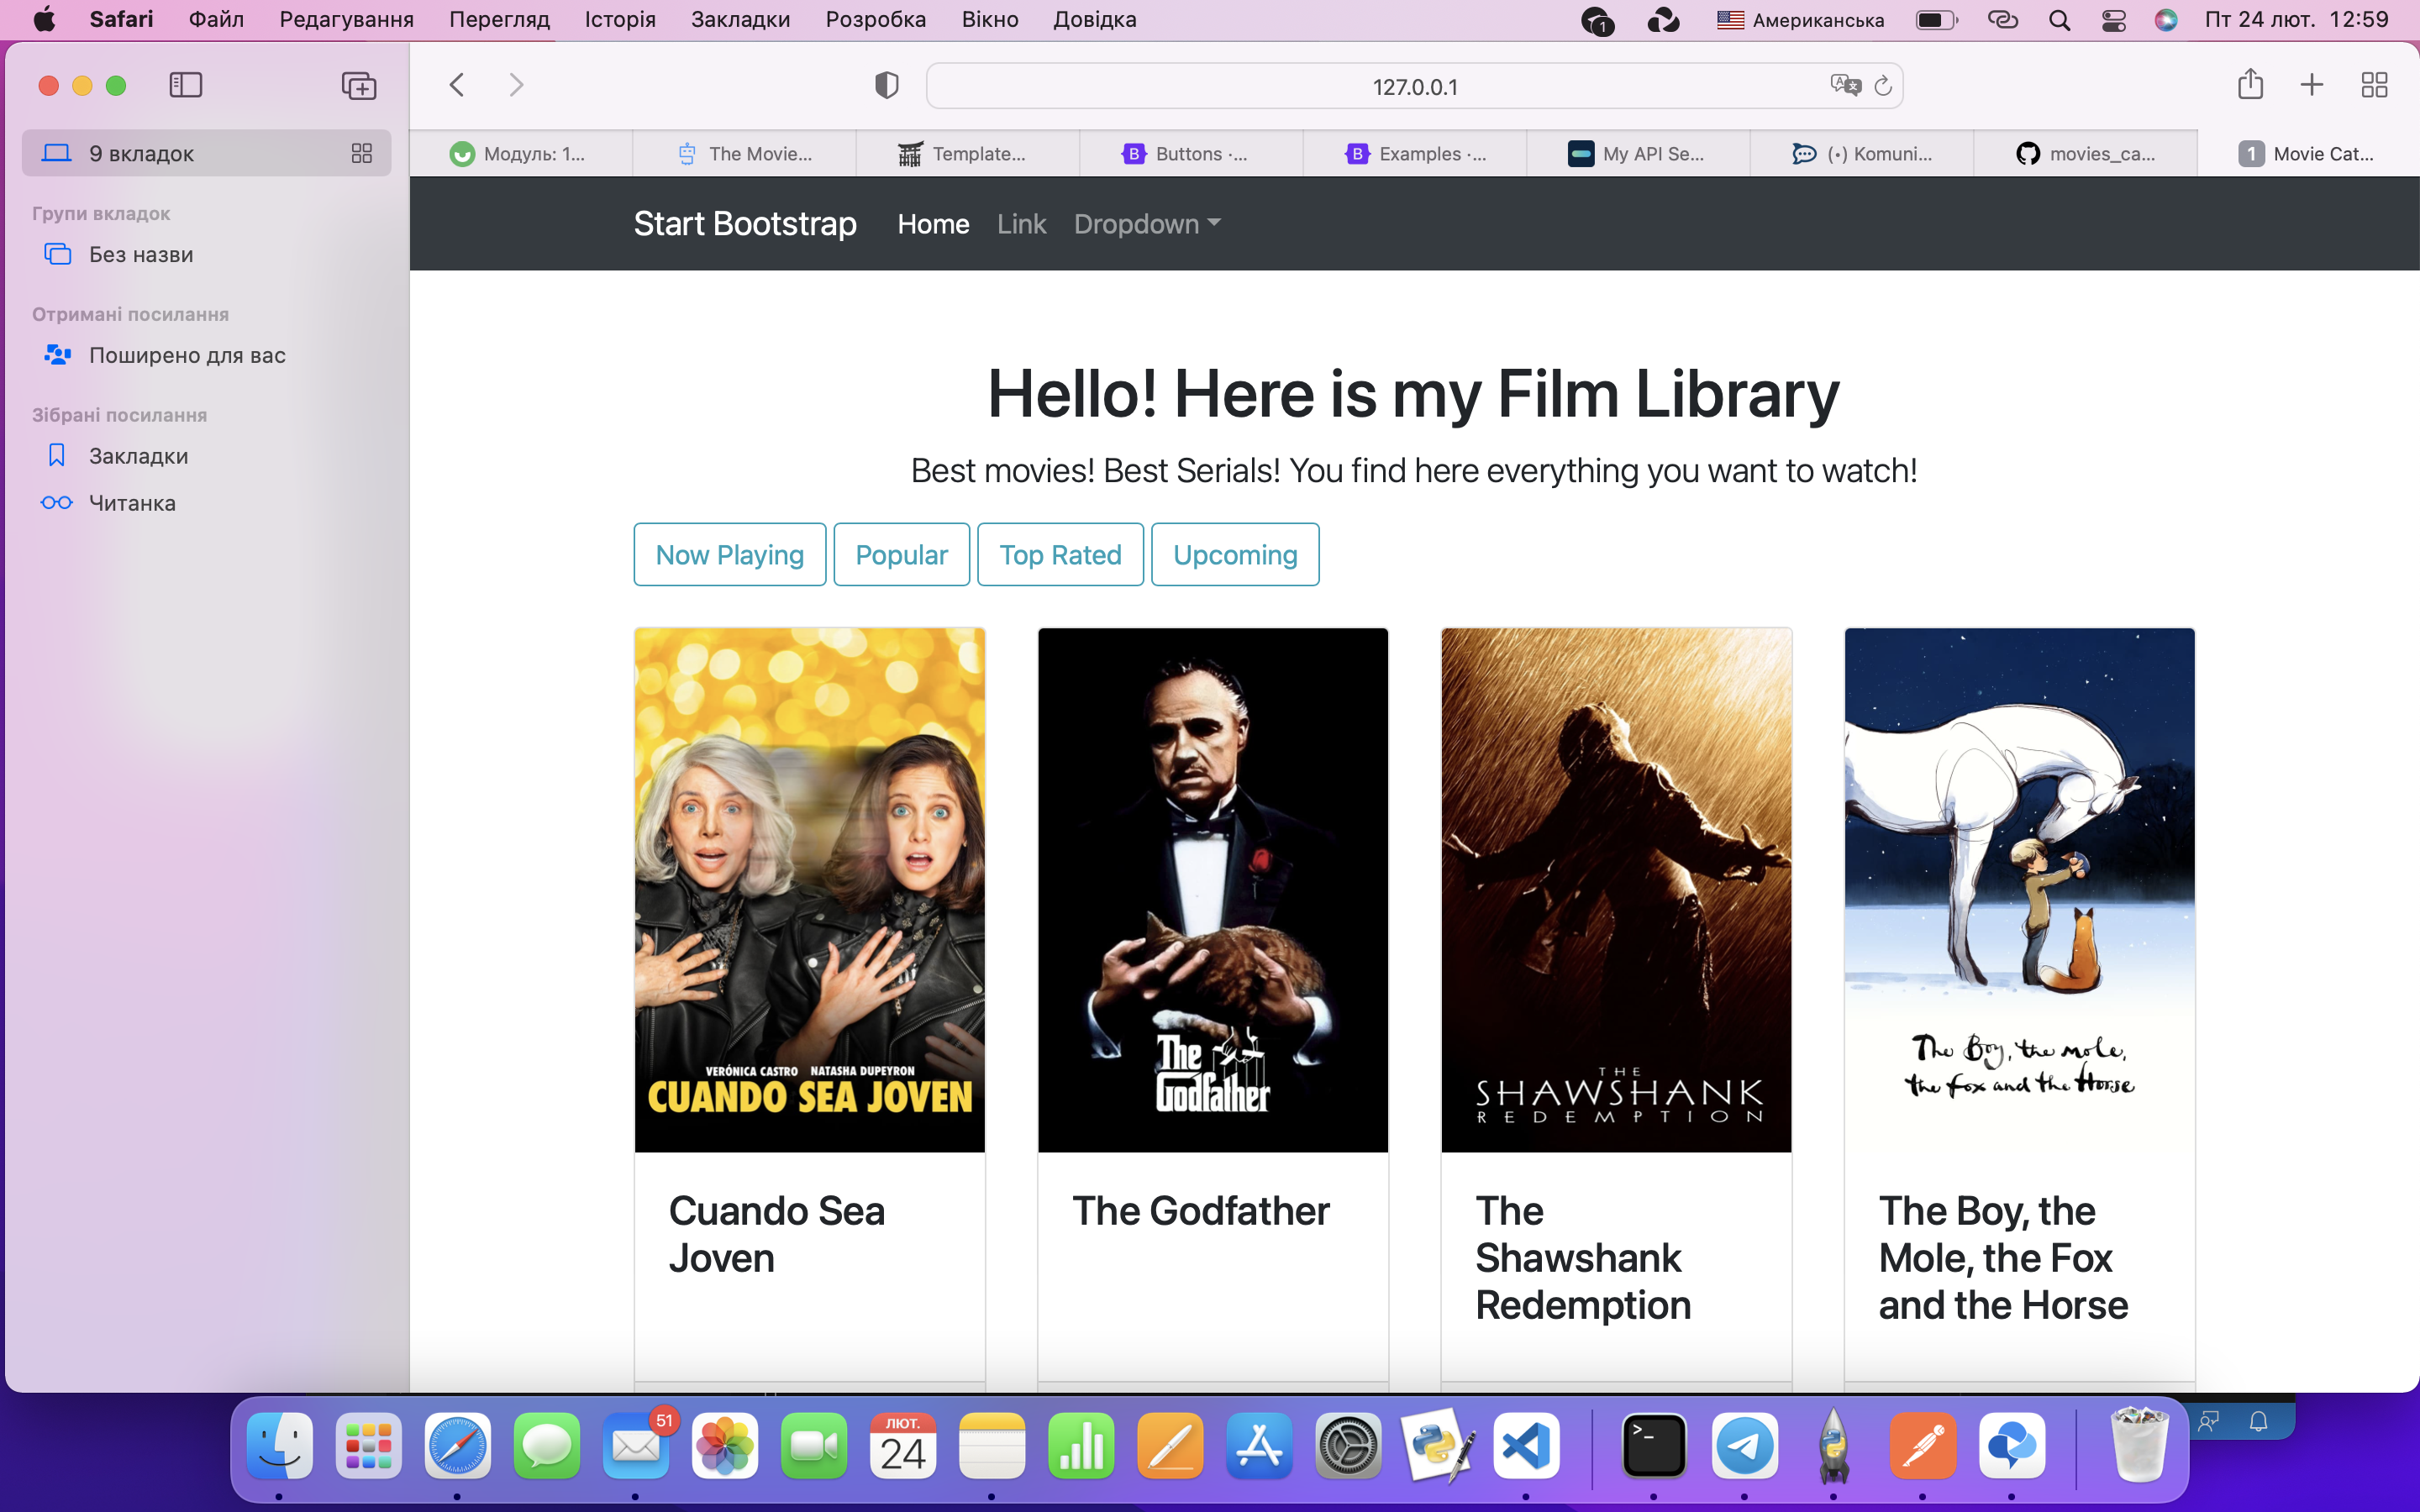 Safari Файл Редагування Перегляд Історія Закладки Розробка Вікно Довідка
1 Американська Пт 24 лют. 12:59
127.0.0.1
9 вкладок
Групи вкладок
Без назви
Отримані посилання
Поширено для вас
Зібрані посилання
Закладки
Читанка
Модуль: 1... The Movie... Template... B Buttons ·... B Examples ·... My API Se... (•) Komuni... movies_ca... 1 Movie Cat...
Start Bootstrap Home Link Dropdown
Hello! Here is my Film Library
Best movies! Best Serials! You find here everything you want to watch!
Now Playing Popular Top Rated Upcoming
VERÓNICA CASTRO NATASHA DUPEYRON
CUANDO SEA JOVEN
The
Godfather
THE
SHAWSHANK
REDEMPTION
The Boy, the mole,
the fox and the Horse
Cuando Sea
Joven
The Godfather
The
Shawshank
Redemption
The Boy, the
Mole, the Fox
and the Horse
51
ЛЮТ.
24
>_